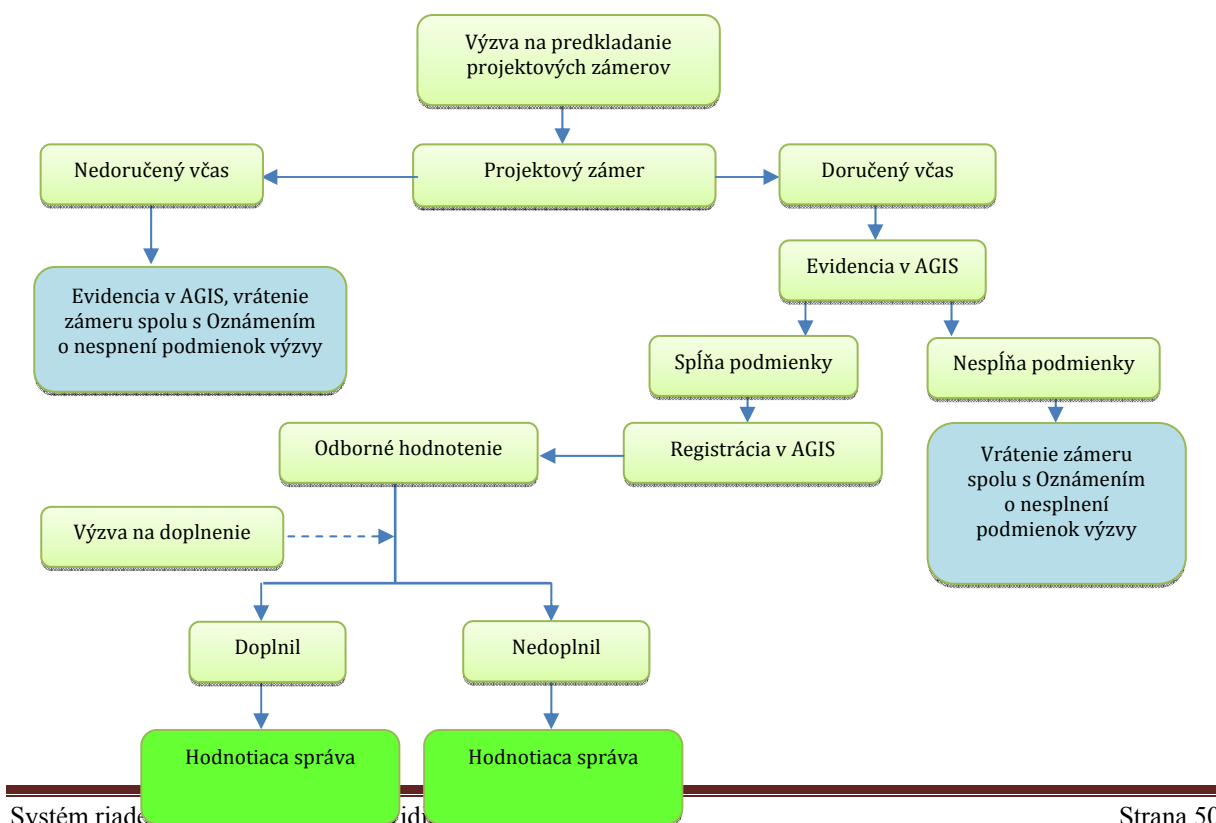 Výzva na predkladanie
projektových zámerov
Nedoručený včas
Projektový zámer
Doručený včas
Evidencia v AGIS
Evidencia v AGIS, vrátenie
zámeru spolu s Oznámením
o nespnení podmienok výzvy
Spĺňa podmienky
Nespĺňa podmienky
Odborné hodnotenie
Registrácia v AGIS
Vrátenie zámeru
spolu s Oznámením
o nesplnení
podmienok výzvy
Výzva na doplnenie
Doplnil
Nedoplnil
Hodnotiaca správa
Hodnotiaca správa
Systém Strana 50